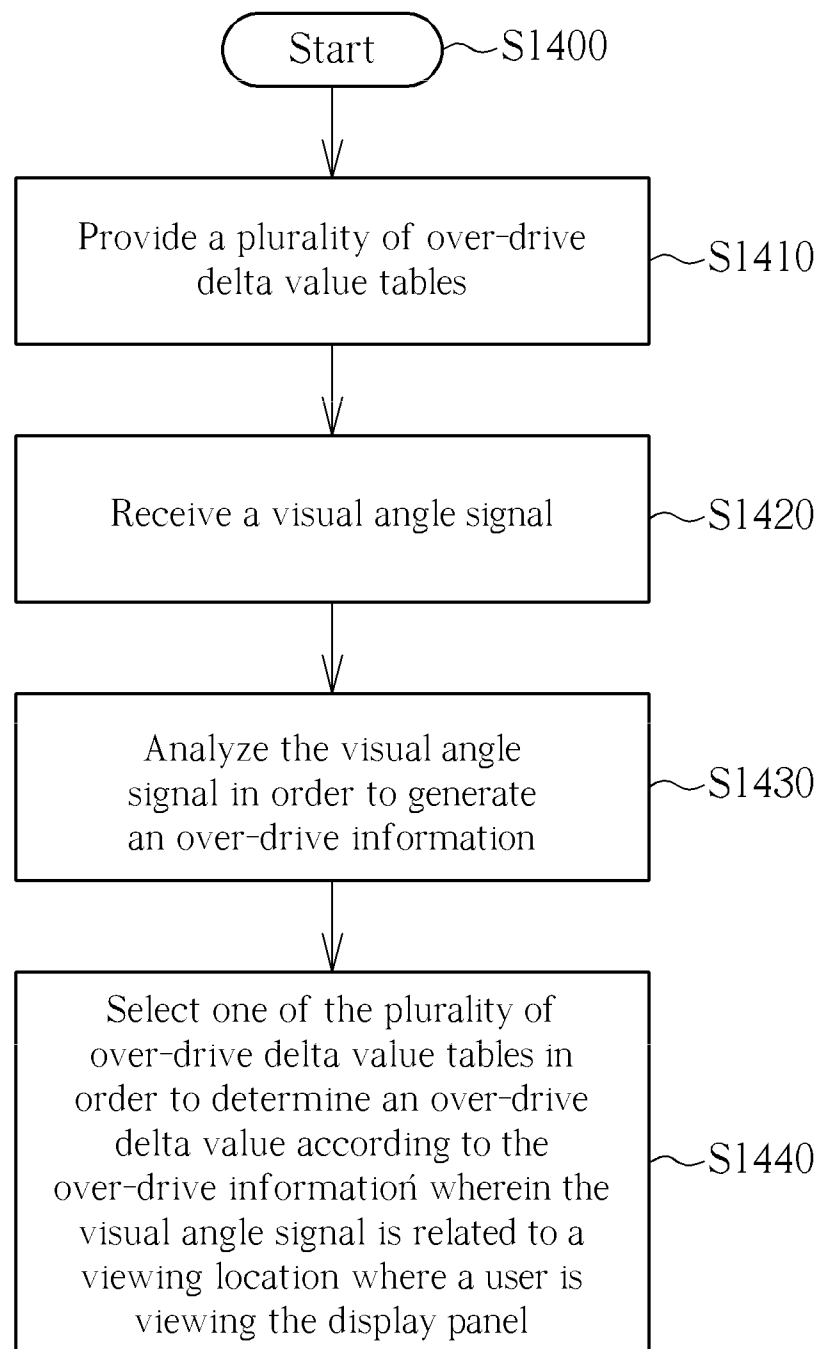 Start
S1400
Provide a plurality of over-drive
delta value tables
S1410
Receive a visual angle signal
S1420
Analyze the visual angle
signal in order to generate
an over-drive information
S1430
Select one of the plurality of
over-drive delta value tables in
order to determine an over-drive
delta value according to the
over-drive informatioń wherein the
visual angle signal is related to a
viewing location where a user is
viewing the display panel
S1440